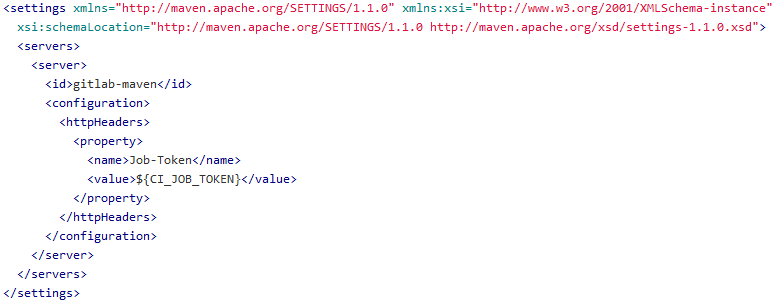 <settings xmlns="http://maven.apache.org/SETTINGS/1.1.0" xmlns:xsi="http://www.w3.org/2001/XMLSchema-instance"
  xsi:schemaLocation="http://maven.apache.org/SETTINGS/1.1.0 http://maven.apache.org/xsd/settings-1.1.0.xsd">
  <servers>
    <server>
      <id>gitlab-maven</id>
      <configuration>
        <httpHeaders>
          <property>
            <name>Job-Token</name>
            <value>${CI_JOB_TOKEN}</value>
          </property>
        </httpHeaders>
      </configuration>
    </server>
  </servers>
</settings>